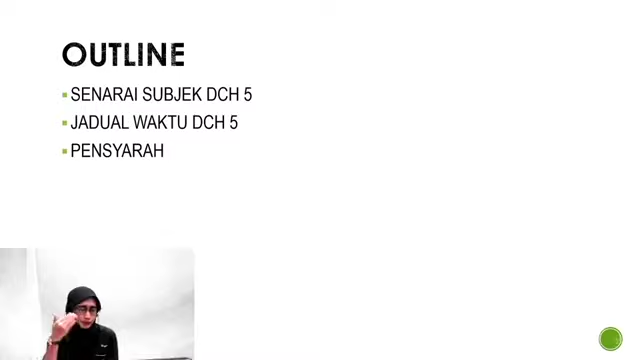 OUTLINE
SENARAI SUBJEK DCH 5
JADUAL WAKTU DCH 5
PENSYARAH